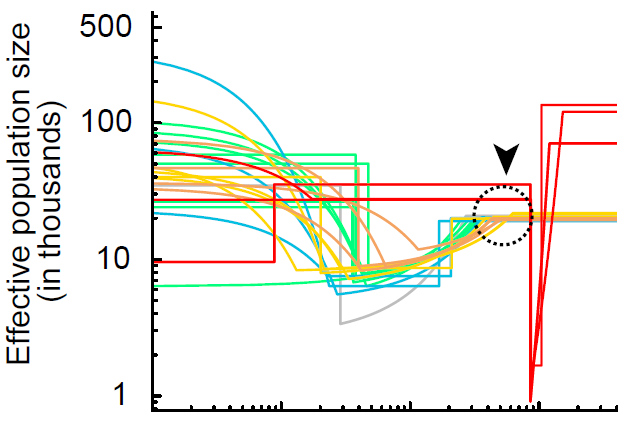 Effective population size
(in thousands)
500
100
10
1